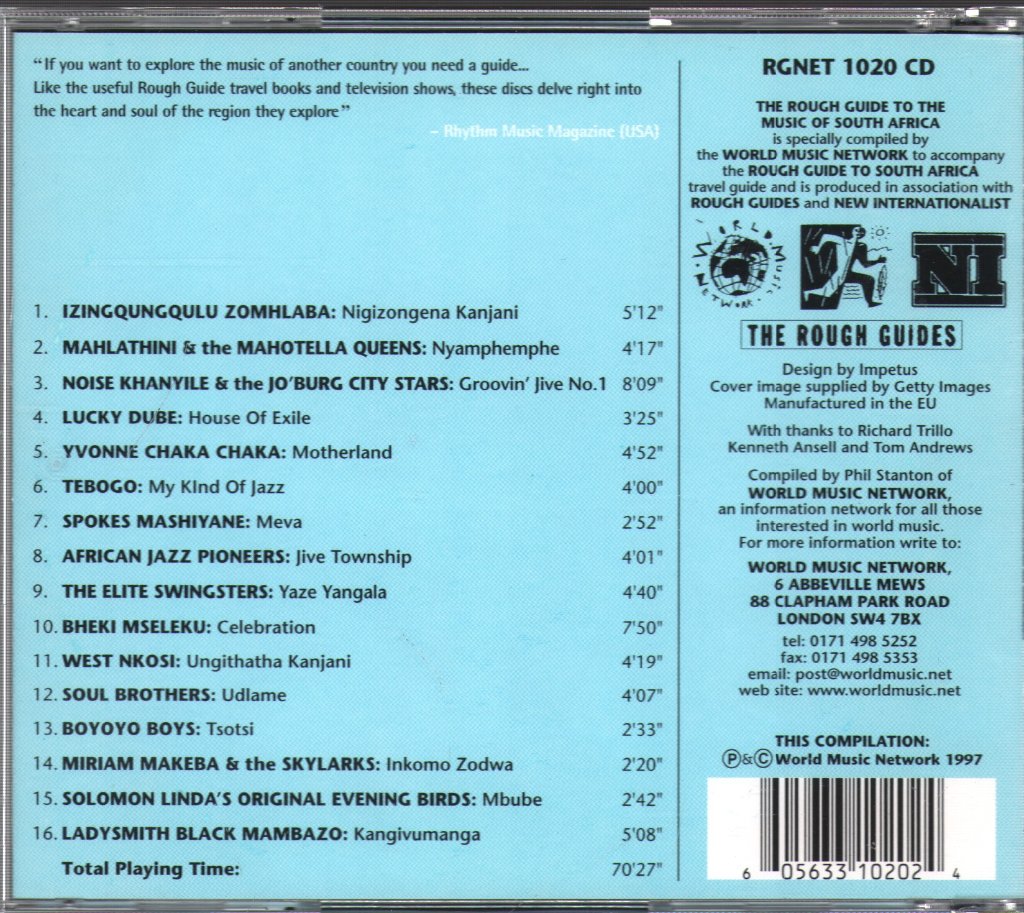 “If you want to explore the music of another country you need a guide...
Like the useful Rough Guide travel books and television shows, these discs delve right into
the heart and soul of the region they explore”
– Rhythm Music Magazine (USA)
1. IZINGQUNGQULU ZOMHLABA: Nigizongena Kanjani 5'12"
2. MAHLATHINI & the MAHOTELLA QUEENS: Nyamphemphe 4'17"
3. NOISE KHANYILE & the JO'BURG CITY STARS: Groovin' Jive No.1 8'09"
4. LUCKY DUBE: House Of Exile 3'25"
5. YVONNE CHAKA CHAKA: Motherland 4'52"
6. TEBOGO: My KInd Of Jazz 4'00"
7. SPOKES MASHIYANE: Meva 2'52"
8. AFRICAN JAZZ PIONEERS: Jive Township 4'01"
9. THE ELITE SWINGSTERS: Yaze Yangala 4'40"
10. BHEKI MSELEKU: Celebration 7'50"
11. WEST NKOSI: Ungithatha Kanjani 4'19"
12. SOUL BROTHERS: Udlame 4'07"
13. BOYOYO BOYS: Tsotsi 2'33"
14. MIRIAM MAKEBA & the SKYLARKS: Inkomo Zodwa 2'20"
15. SOLOMON LINDA'S ORIGINAL EVENING BIRDS: Mbube 2'42"
16. LADYSMITH BLACK MAMBAZO: Kangivumanga 5'08"
Total Playing Time: 70'27"
RGNET 1020 CD
THE ROUGH GUIDE TO THE
MUSIC OF SOUTH AFRICA
is specially compiled by
the WORLD MUSIC NETWORK to accompany
the ROUGH GUIDE TO SOUTH AFRICA
travel guide and is produced in association with
ROUGH GUIDES and NEW INTERNATIONALIST
WORLD MUSIC NETWORK
NI
THE ROUGH GUIDES
Design by Impetus
Cover image supplied by Getty Images
Manufactured in the EU
With thanks to Richard Trillo
Kenneth Ansell and Tom Andrews
Compiled by Phil Stanton of
WORLD MUSIC NETWORK,
an information network for all those
interested in world music.
For more information write to:
WORLD MUSIC NETWORK,
6 ABBEVILLE MEWS
88 CLAPHAM PARK ROAD
LONDON SW4 7BX
tel: 0171 498 5252
fax: 0171 498 5353
email: post@worldmusic.net
web site: www.worldmusic.net
THIS COMPILATION:
Ⓟ&© World Music Network 1997
6 05633 10202 4